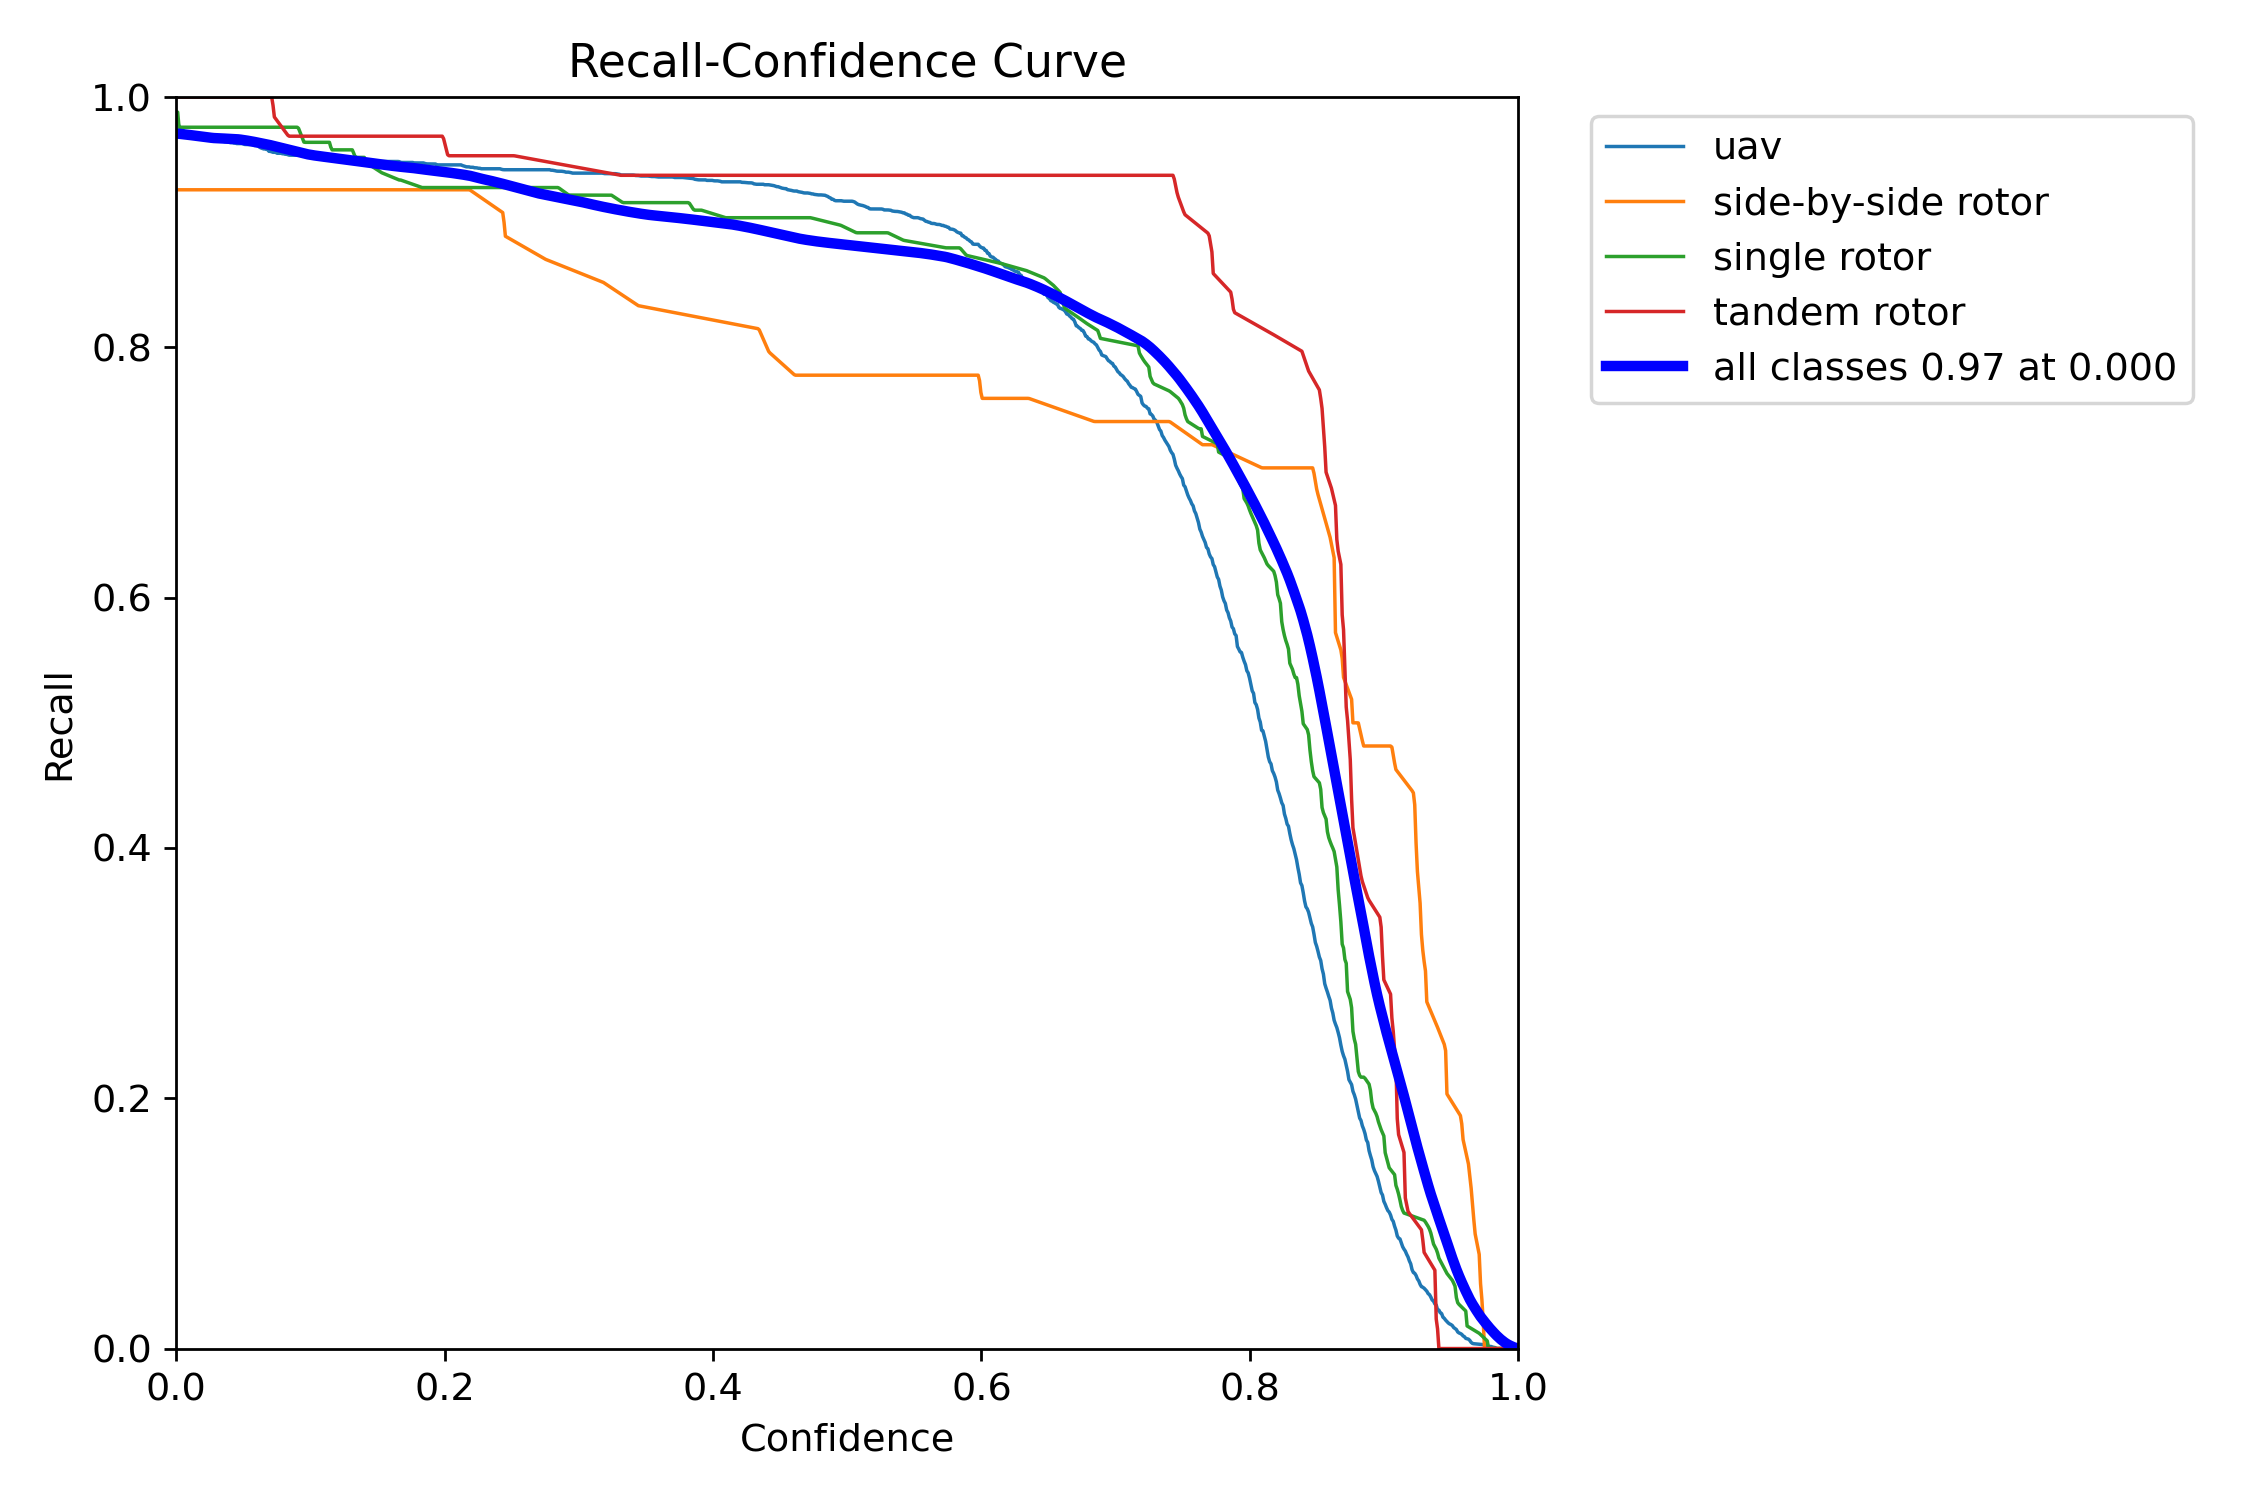 Recall-Confidence Curve
1.0
0.8
0.6
0.4
0.2
0.0
Recall
0.0 0.2 0.4 0.6 0.8 1.0
Confidence
uav
side-by-side rotor
single rotor
tandem rotor
all classes 0.97 at 0.000